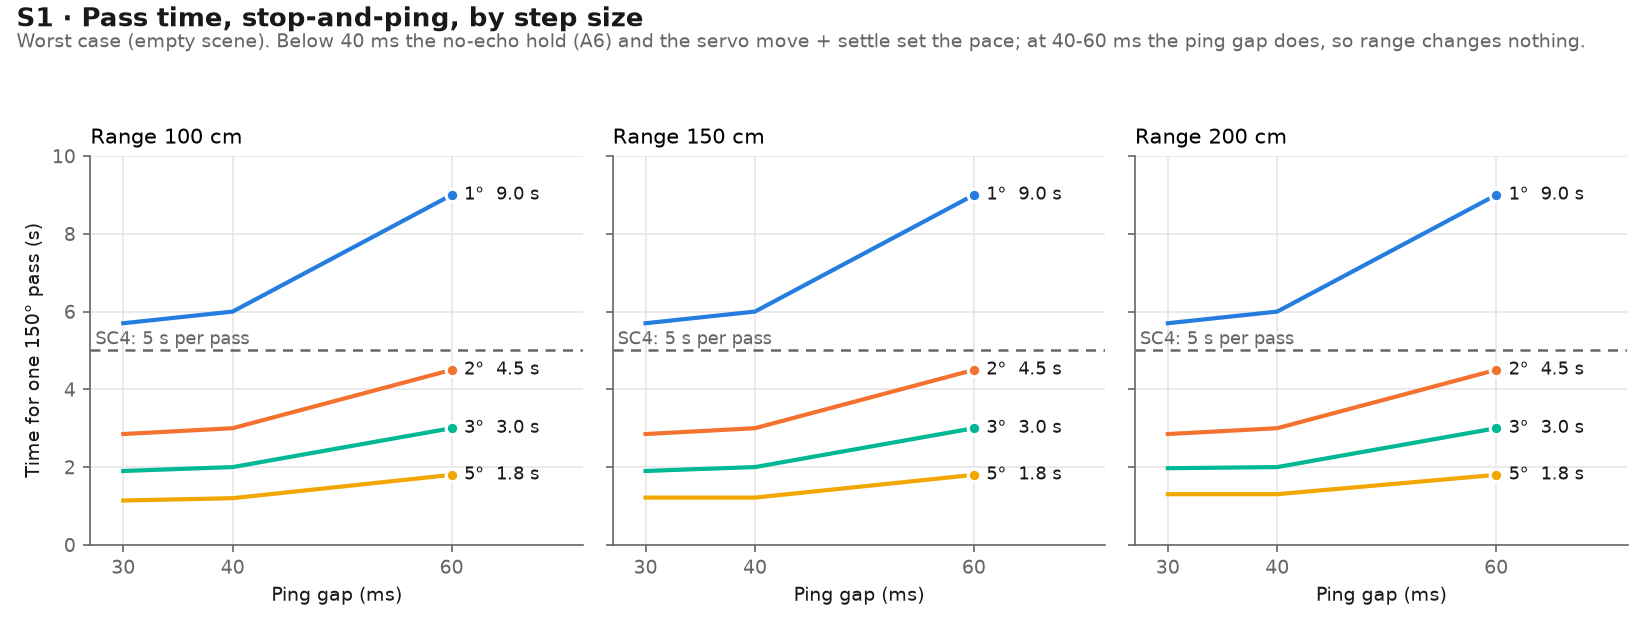 S1 · Pass time, stop-and-ping, by step size
Worst case (empty scene). Below 40 ms the no-echo hold (A6) and the servo move + settle set the pace; at 40-60 ms the ping gap does, so range changes nothing.
Range 100 cm
Range 150 cm
Range 200 cm
Time for one 150° pass (s)
10
8
6
4
2
0
1° 9.0 s
SC4: 5 s per pass
2° 4.5 s
3° 3.0 s
5° 1.8 s
30 40 60
Ping gap (ms)
1° 9.0 s
SC4: 5 s per pass
2° 4.5 s
3° 3.0 s
5° 1.8 s
30 40 60
Ping gap (ms)
1° 9.0 s
SC4: 5 s per pass
2° 4.5 s
3° 3.0 s
5° 1.8 s
30 40 60
Ping gap (ms)